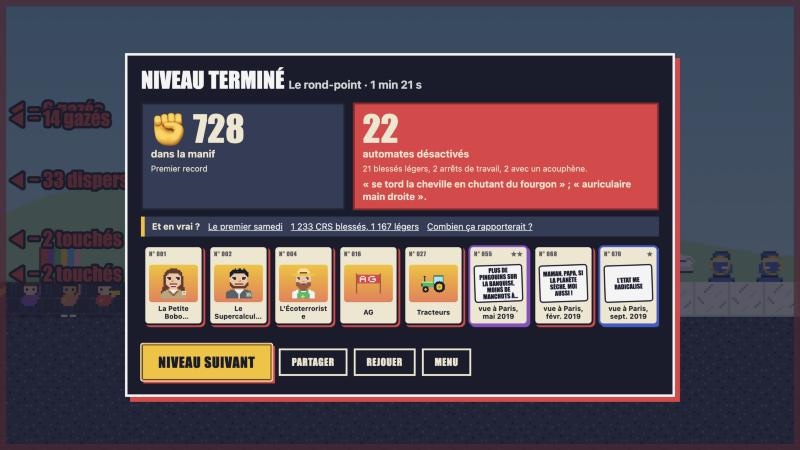 NIVEAU TERMINÉ Le rond-point · 1 min 21 s
728
dans la manif
Premier record
22
automates désactivés
21 blessés légers, 2 arrêts de travail, 2 avec un acouphène.
« se tord la cheville en chutant du fourgon » ; « auriculaire
main droite ».
Et en vrai ? Le premier samedi 1 233 CRS blessés, 1 167 légers Combien ça rapporterait ?
N° 001
La Petite
Bobo…
N° 002
Le
Supercalcul…
N° 004
L'Écoterrorist
e
N° 016
AG
AG
N° 027
Tracteurs
N° 055 ★★
PLUS DE
PINGOUINS SUR
LA BANQUISE,
MOINS DE
MANCHOTS À…
vue à Paris,
mai 2019
N° 068
MAMAN, PAPA, SI
LA PLANÈTE
SÈCHE, MOI
AUSSI !
vue à Paris,
févr. 2019
N° 070 ★
L'ETAT ME
RADICALISE
vue à Paris,
sept. 2019
NIVEAU SUIVANT
PARTAGER
REJOUER
MENU
14 gazés
–33 dispers
–2 touchés
–2 touchés